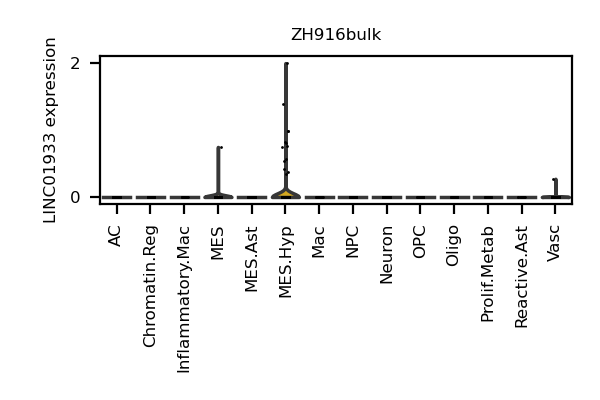 ZH916bulk
LINC01933 expression
2
0
AC
Chromatin.Reg
Inflammatory.Mac
MES
MES.Ast
MES.Hyp
Mac
NPC
Neuron
OPC
Oligo
Prolif.Metab
Reactive.Ast
Vasc